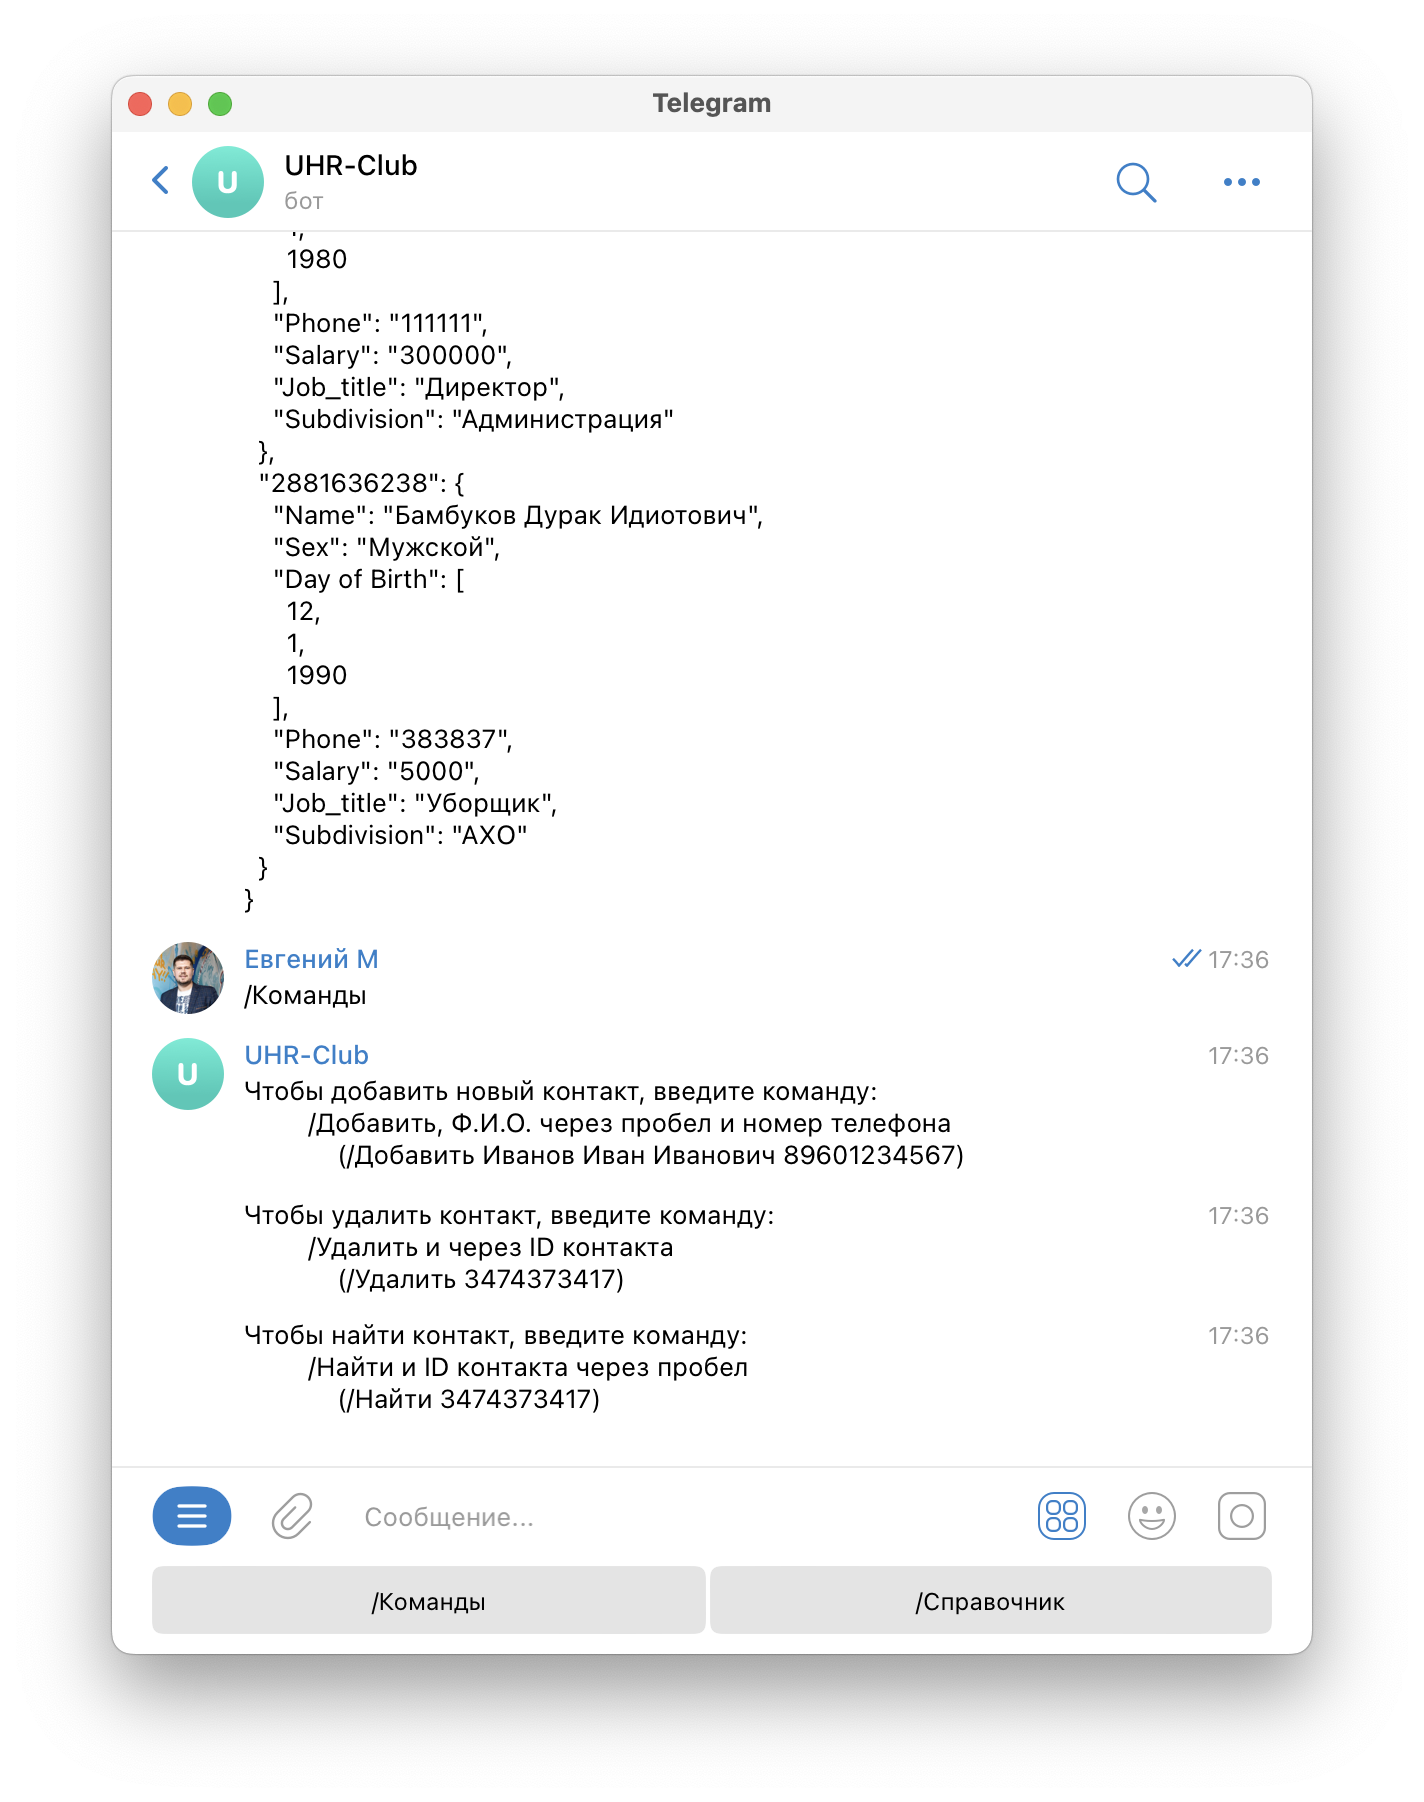 Telegram
U
UHR-Club
бот
1980
],
"Phone": "111111",
"Salary": "300000",
"Job_title": "Директор",
"Subdivision": "Администрация"
},
"2881636238": {
"Name": "Бамбуков Дурак Идиотович",
"Sex": "Мужской",
"Day of Birth": [
12,
1,
1990
],
"Phone": "383837",
"Salary": "5000",
"Job_title": "Уборщик",
"Subdivision": "АХО"
}
}
Евгений М 17:36
/Команды
U
UHR-Club 17:36
Чтобы добавить новый контакт, введите команду:
/Добавить, Ф.И.О. через пробел и номер телефона
(/Добавить Иванов Иван Иванович 89601234567)
Чтобы удалить контакт, введите команду: 17:36
/Удалить и через ID контакта
(/Удалить 3474373417)
Чтобы найти контакт, введите команду: 17:36
/Найти и ID контакта через пробел
(/Найти 3474373417)
Сообщение...
/Команды /Справочник